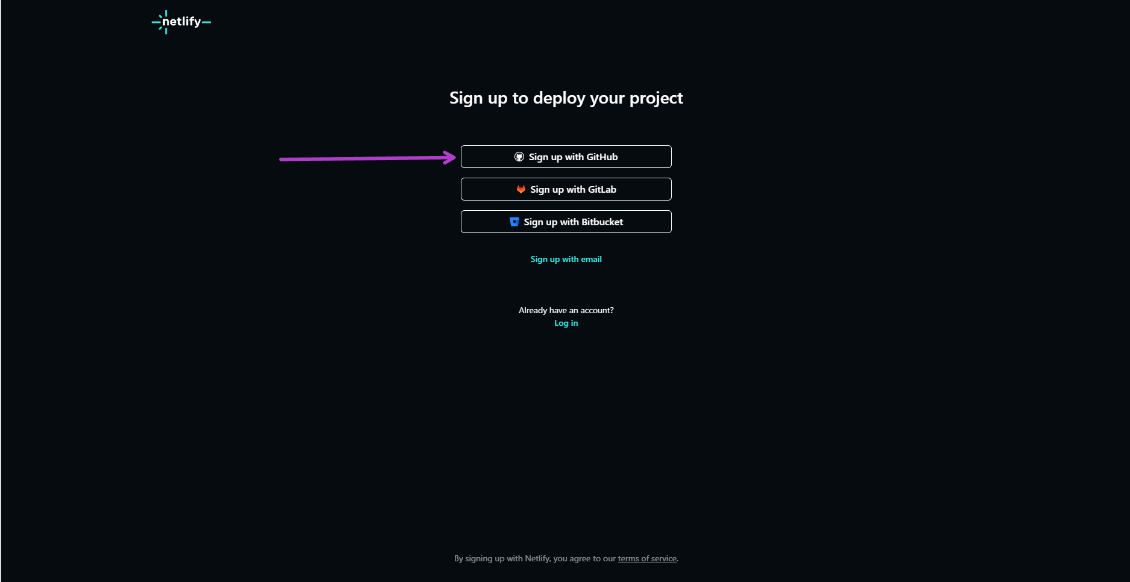 netlify
Sign up to deploy your project
Sign up with GitHub
Sign up with GitLab
Sign up with Bitbucket
Sign up with email
Already have an account?
Log in
By signing up with Netlify, you agree to our terms of service.